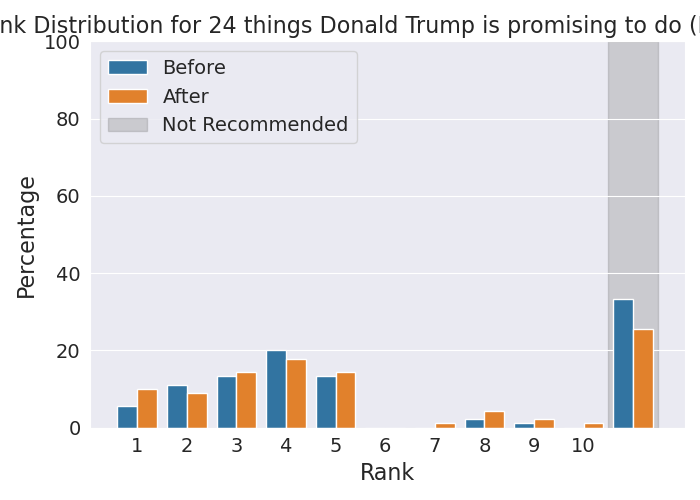 nk Distribution for 24 things Donald Trump is promising to do (
100
80
60
40
20
0
Percentage
Before
After
Not Recommended
1 2 3 4 5 6 7 8 9 10
Rank